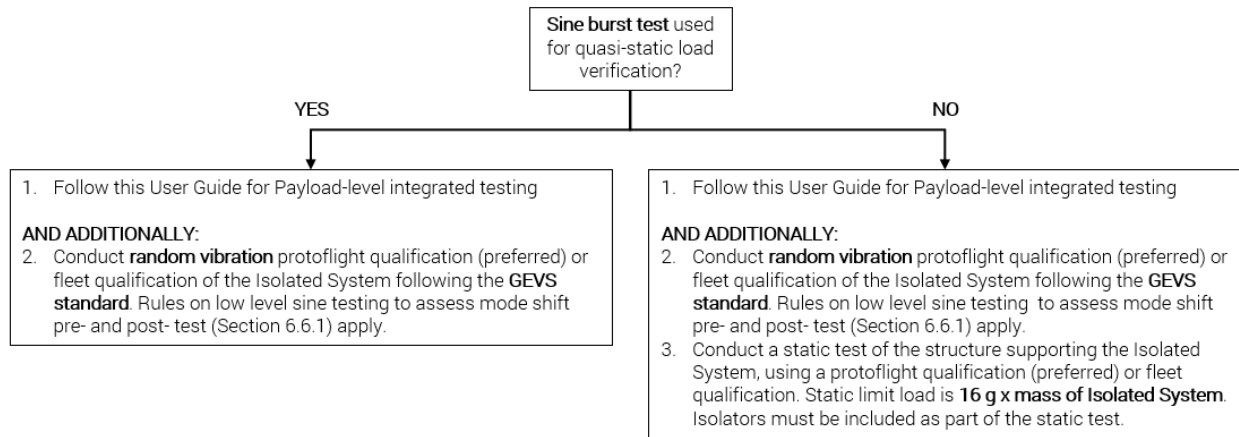 Sine burst test used
for quasi-static load
verification?
YES
NO
1. Follow this User Guide for Payload-level integrated testing
AND ADDITIONALLY:
2. Conduct random vibration protoflight qualification (preferred) or
fleet qualification of the Isolated System following the GEVS
standard. Rules on low level sine testing to assess mode shift
pre- and post- test (Section 6.6.1) apply.
1. Follow this User Guide for Payload-level integrated testing
AND ADDITIONALLY:
2. Conduct random vibration protoflight qualification (preferred) or
fleet qualification of the Isolated System following the GEVS
standard. Rules on low level sine testing to assess mode shift
pre- and post- test (Section 6.6.1) apply.
3. Conduct a static test of the structure supporting the Isolated
System, using a protoflight qualification (preferred) or fleet
qualification. Static limit load is 16 g x mass of Isolated System.
Isolators must be included as part of the static test.